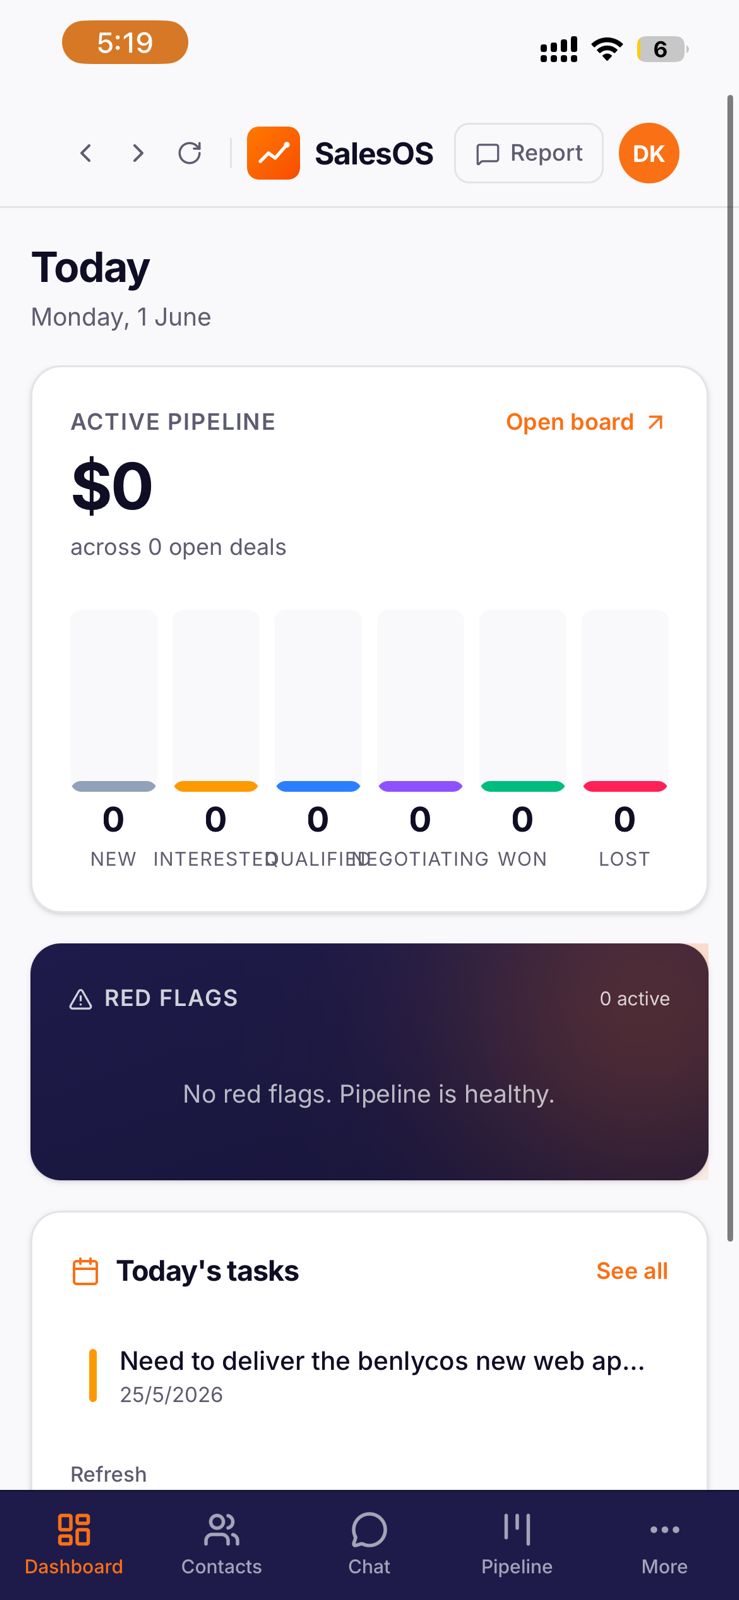 5:19
6
SalesOS
Report
DK
Today
Monday, 1 June
ACTIVE PIPELINE
Open board
$0
across 0 open deals
0 0 0 0 0 0
NEW INTERESTED QUALIFIED NEGOTIATING WON LOST
RED FLAGS
0 active
No red flags. Pipeline is healthy.
Today's tasks
See all
Need to deliver the benlycos new web ap...
25/5/2026
Refresh
Dashboard Contacts Chat Pipeline More